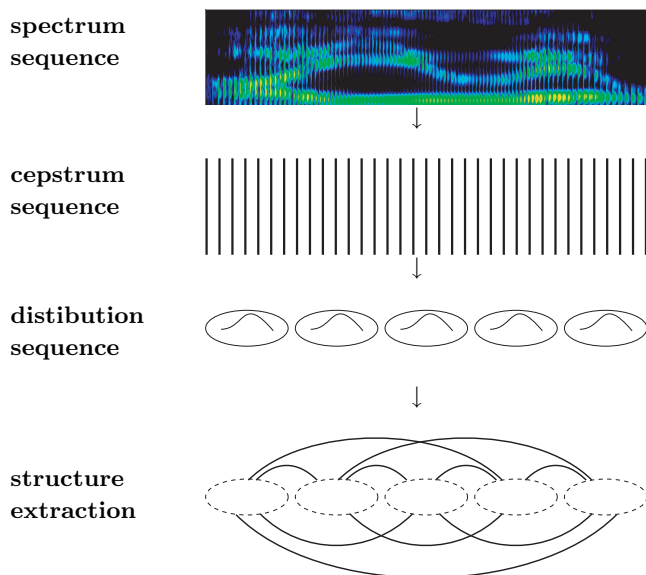 spectrum
sequence
cepstrum
sequence
distibution
sequence
structure
extraction